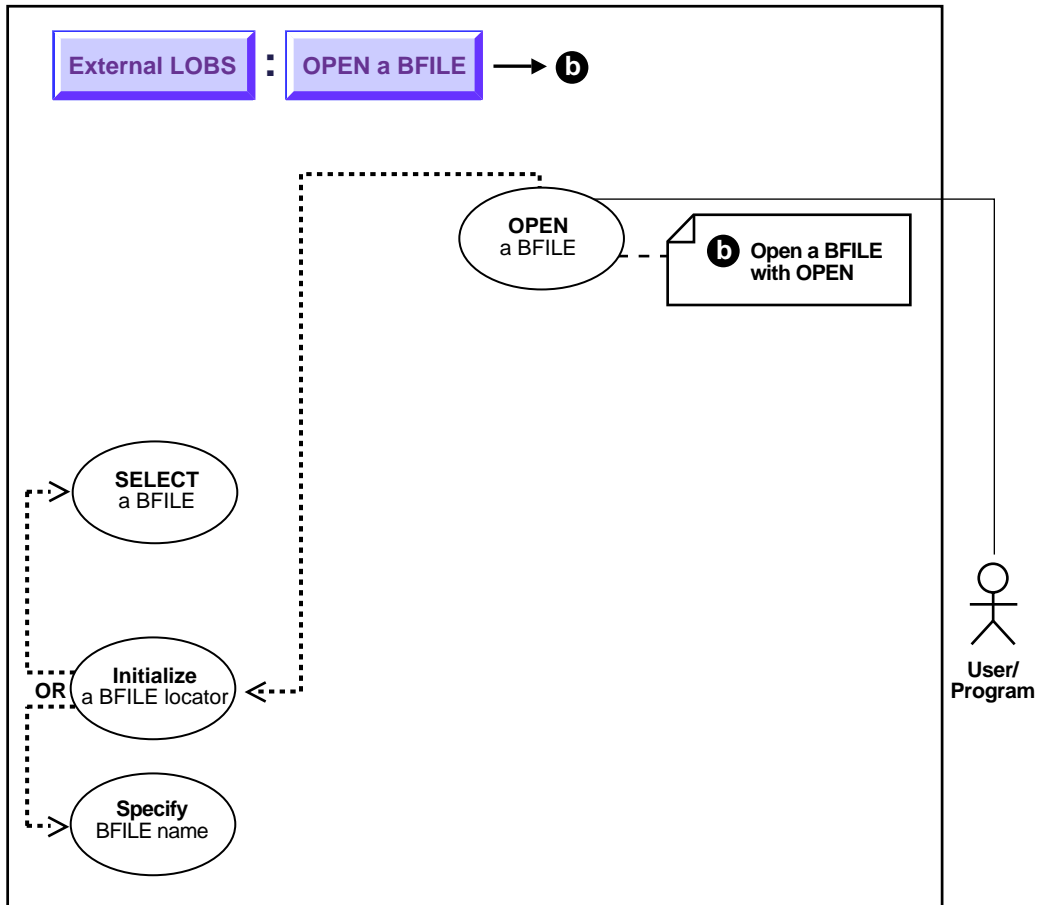 External LOBS : OPEN a BFILE b
OPEN
a BFILE
b Open a BFILE
with OPEN
SELECT
a BFILE
Initialize
OR a BFILE locator
User/
Program
Specify
BFILE name